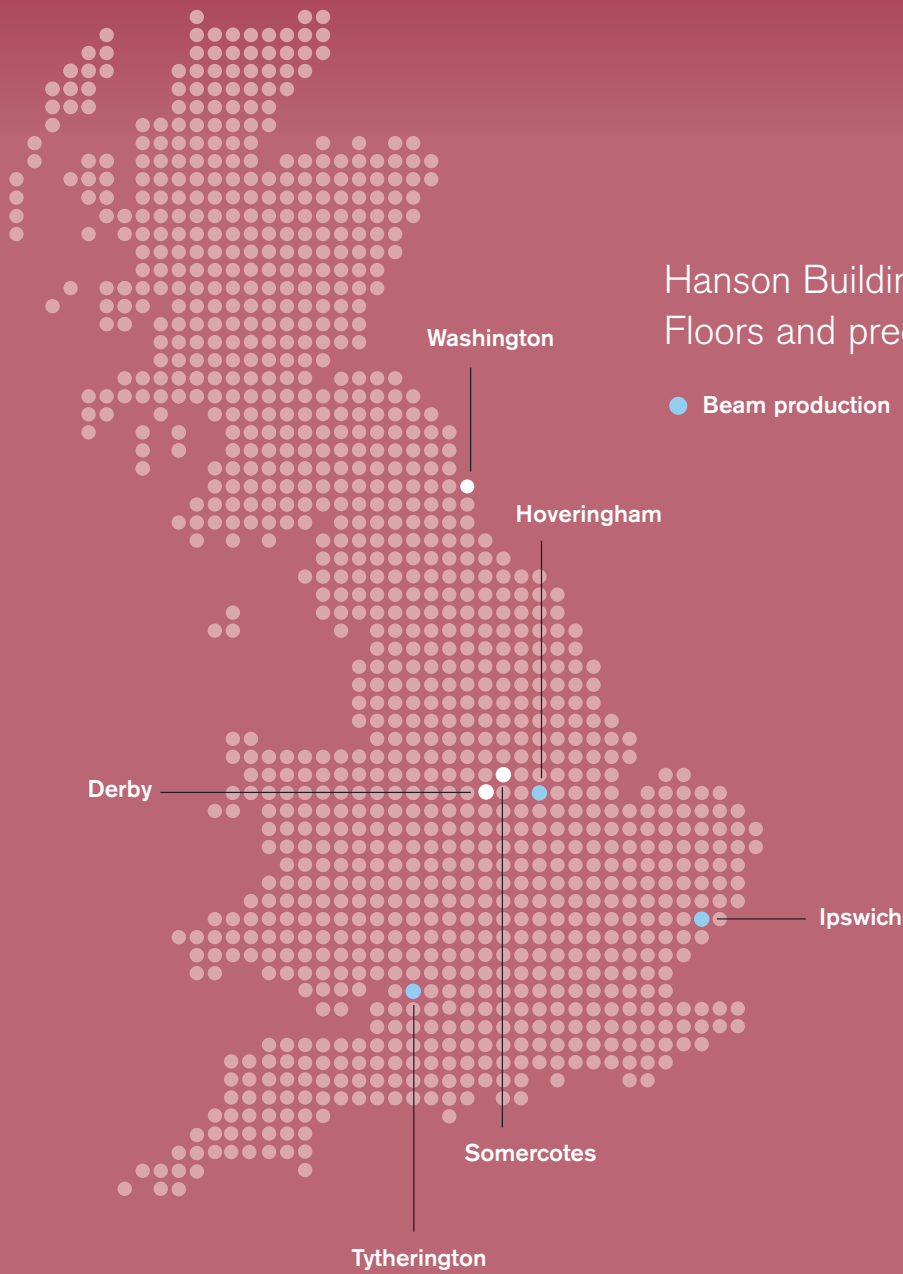 Hanson Buildin
Floors and prec
Washington
Beam production
Hoveringham
Derby
Ipswich
Somercotes
Tytherington